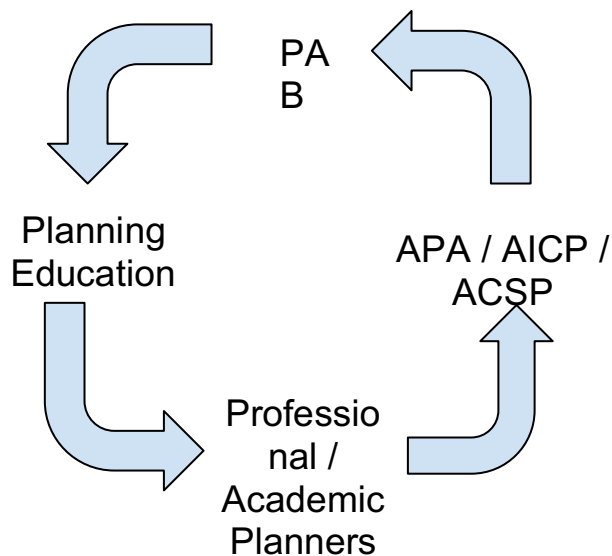 PA
B
Planning
Education
APA / AICP /
ACSP
Professio
nal /
Academic
Planners